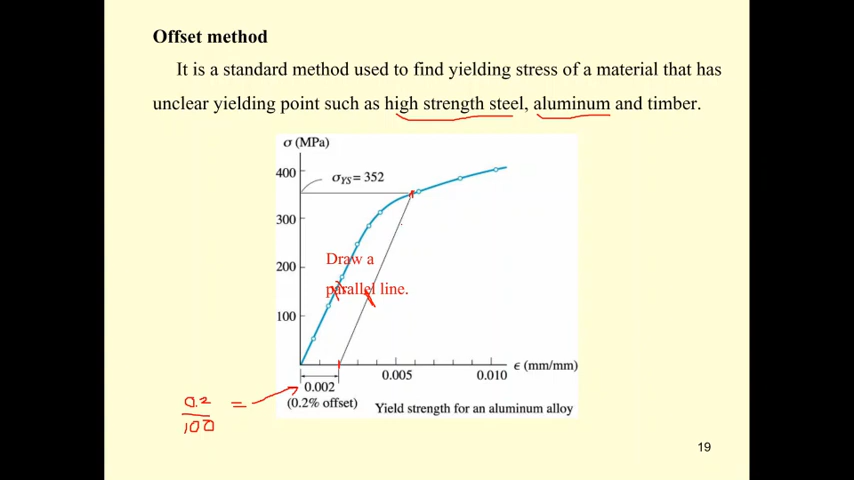 Offset method
It is a standard method used to find yielding stress of a material that has
unclear yielding point such as high strength steel, aluminum and timber.
σ (MPa)
400
σYS = 352
300
Draw a
200
parallel line.
100
ϵ (mm/mm)
0.005
0.010
0.002
(0.2% offset)
0.2
100
=
Yield strength for an aluminum alloy
19